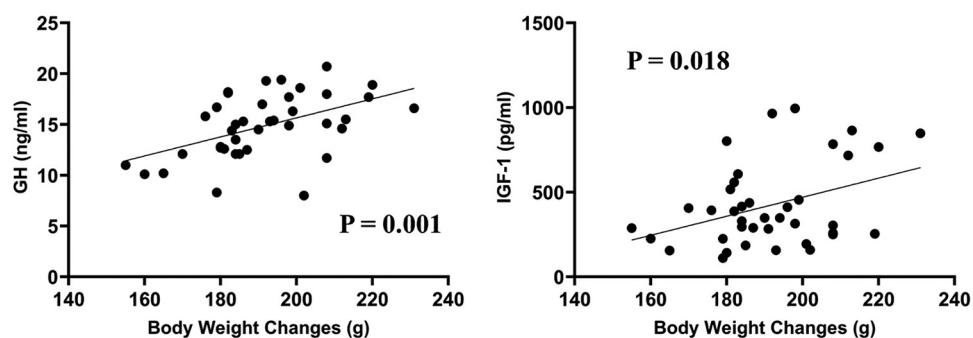 25
20
15
10
5
0
GH (ng/ml)
P = 0.001
140 160 180 200 220 240
Body Weight Changes (g)
1500
1000
500
0
IGF-1 (pg/ml)
P = 0.018
140 160 180 200 220 240
Body Weight Changes (g)